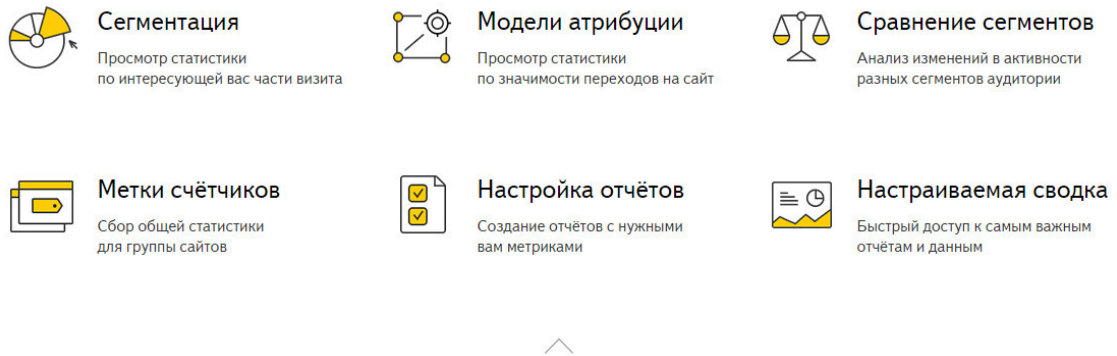 Сегментация
Просмотр статистики
по интересующей вас части визита
Модели атрибуции
Просмотр статистики
по значимости переходов на сайт
Сравнение сегментов
Анализ изменений в активности
разных сегментов аудитории
Метки счётчиков
Сбор общей статистики
для группы сайтов
Настройка отчётов
Создание отчётов с нужными
вам метриками
Настраиваемая сводка
Быстрый доступ к самым важным
отчётам и данным